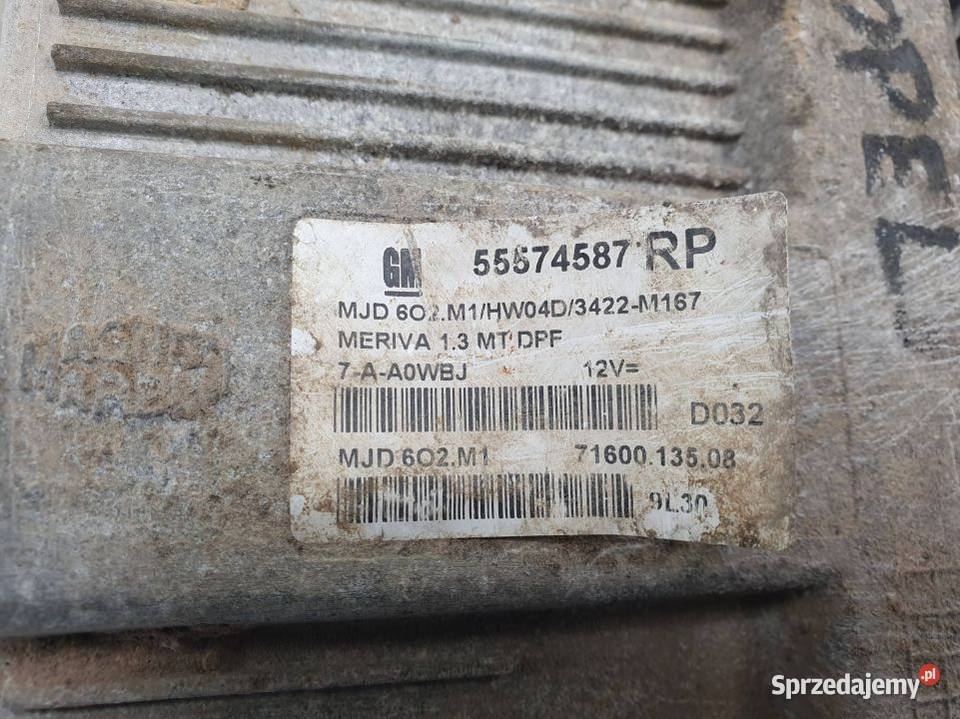 OPEL
GM 55574587 RP
MJD 6O2.M1/HW04D/3422-M167
MERIVA 1.3 MT DPF
7-A-A0WBJ 12V=
D032
MJD 6O2.M1 71600.135.08
9L30
Sprzedajemy.pl